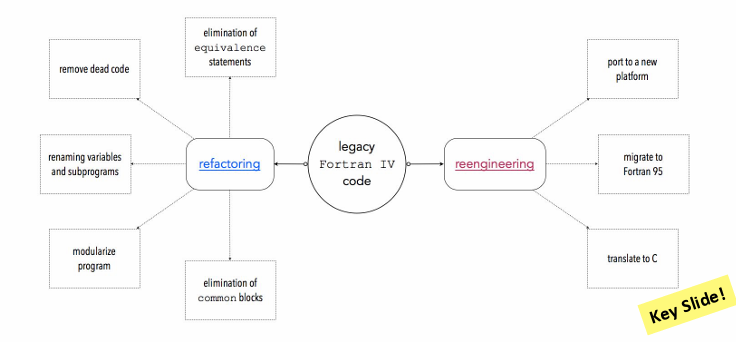 elimination of
equivalence
statements
remove dead code
renaming variables
and subprograms
modularize
program
elimination of
common blocks
refactoring
legacy
Fortran IV
code
reengineering
port to a new
platform
migrate to
Fortran 95
translate to C
Key Slide!